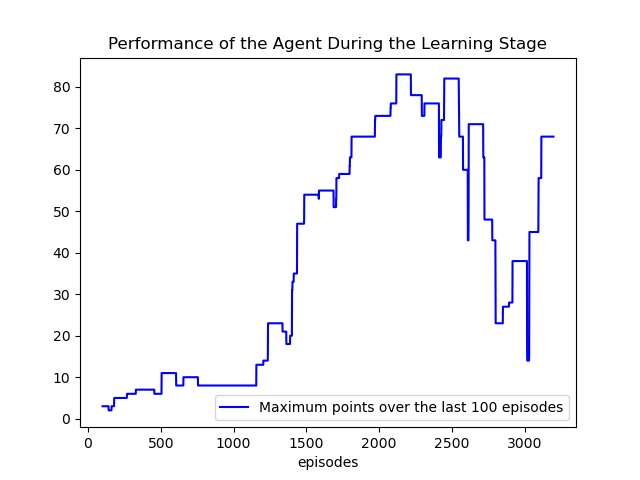 Performance of the Agent During the Learning Stage
80
70
60
50
40
30
20
10
0
Maximum points over the last 100 episodes
0 500 1000 1500 2000 2500 3000
episodes